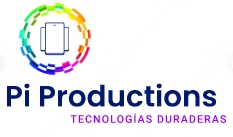 Pi Productions
TECNOLOGÍAS DURADERAS